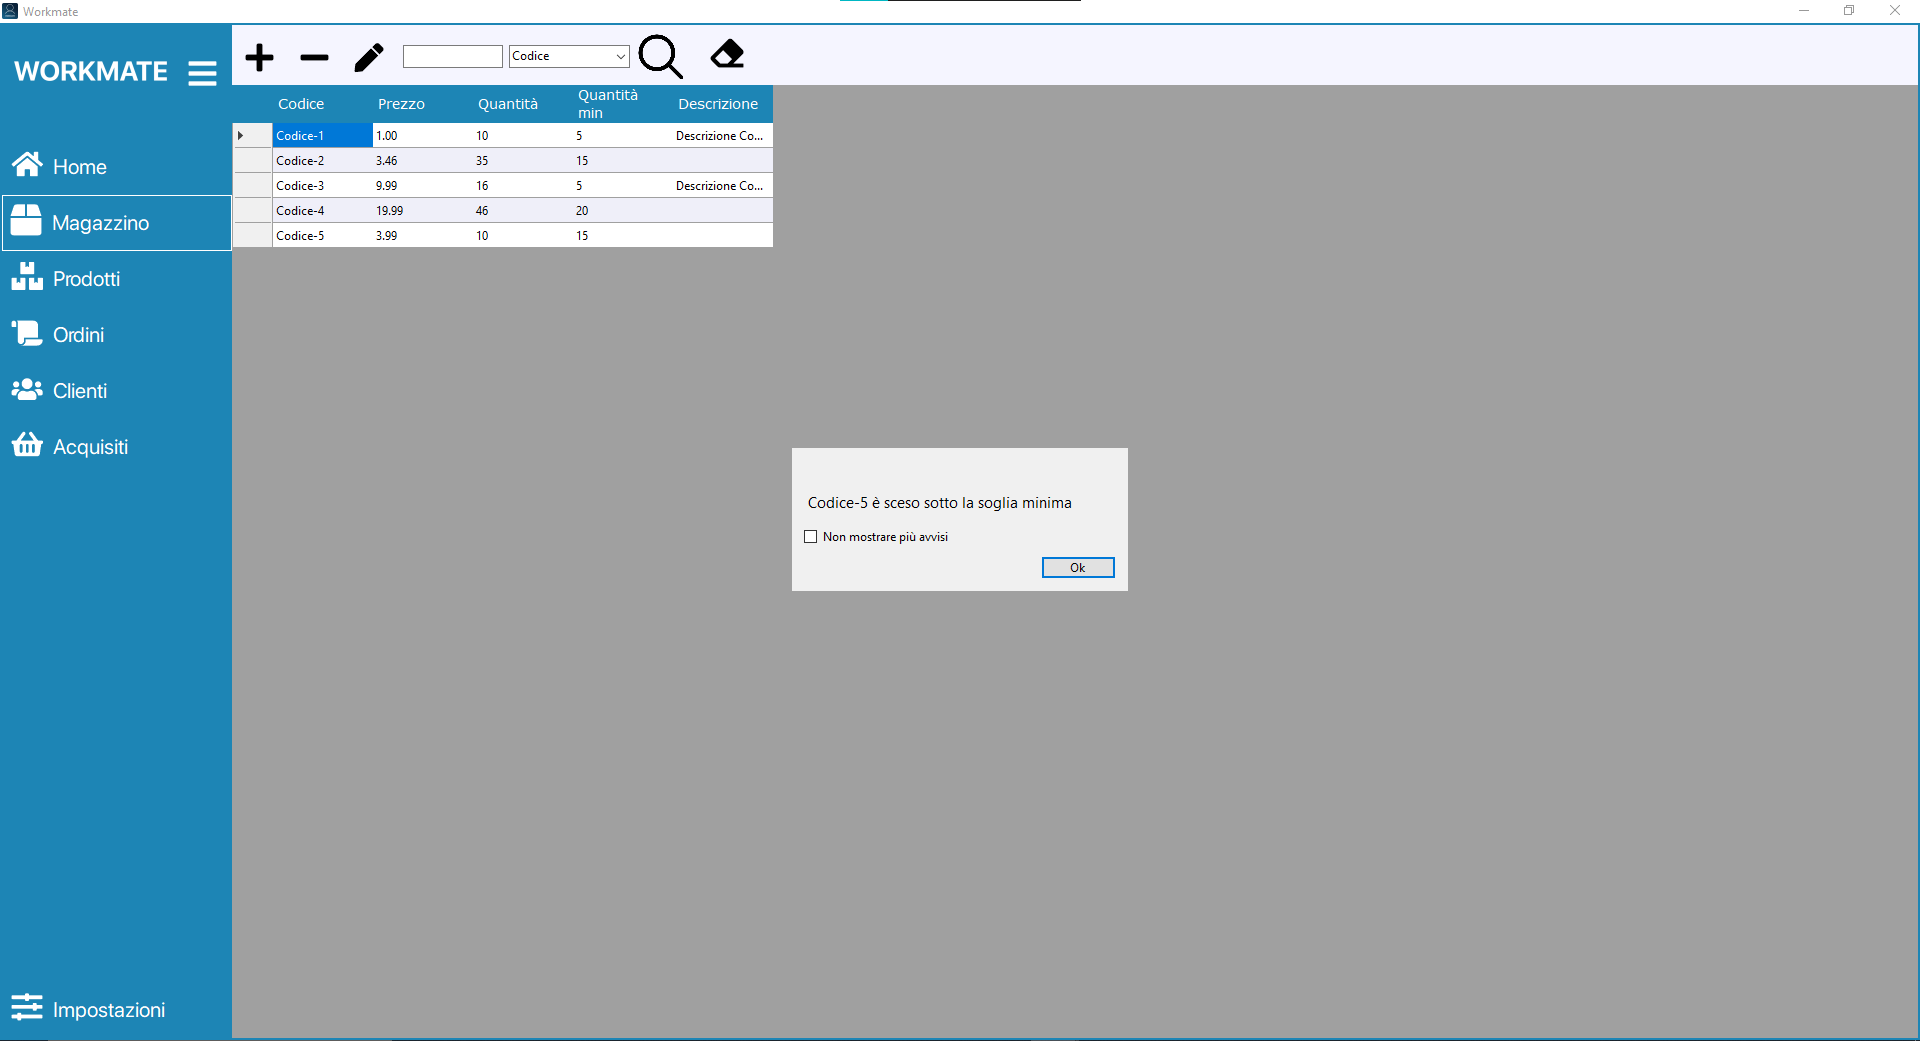 Workmate
WORKMATE
Codice
Codice Prezzo Quantità Quantità min Descrizione
Codice-1 1.00 10 5 Descrizione Co...
Codice-2 3.46 35 15
Codice-3 9.99 16 5 Descrizione Co...
Codice-4 19.99 46 20
Codice-5 3.99 10 15
Home
Magazzino
Prodotti
Ordini
Clienti
Acquisiti
Codice-5 è sceso sotto la soglia minima
Non mostrare più avvisi
Ok
Impostazioni